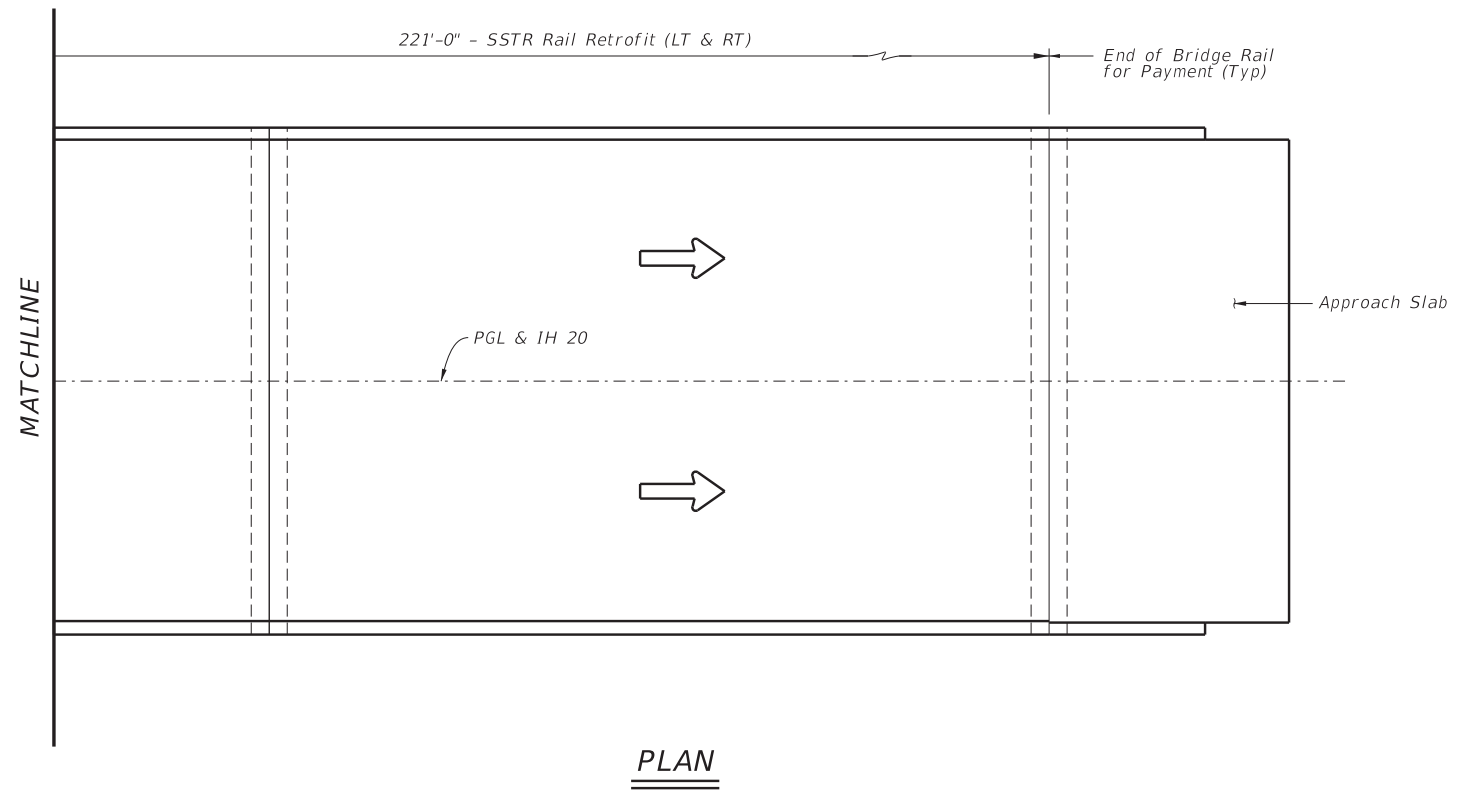 221'-0" - SSTR Rail Retrofit (LT & RT)
End of Bridge Rail
for Payment (Typ)
Approach Slab
PGL & IH 20
MATCHLINE
PLAN